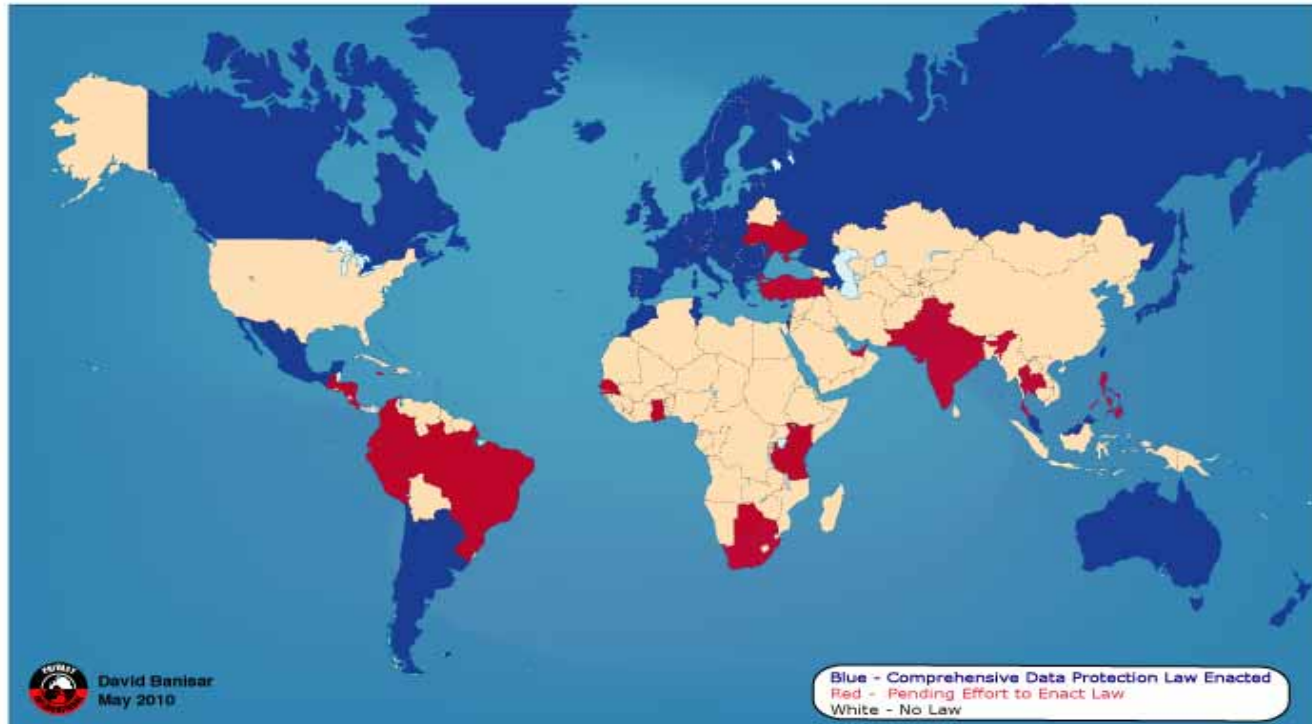 David Banisar
May 2010
Blue - Comprehensive Data Protection Law Enacted
Red - Pending Effort to Enact Law
White - No Law